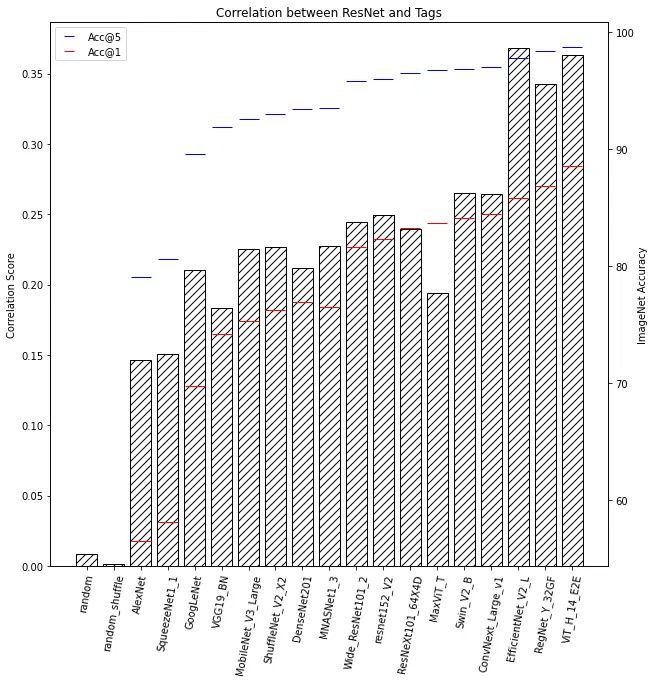 Correlation between ResNet and Tags
Acc@5
Acc@1
Correlation Score
0.35
0.30
0.25
0.20
0.15
0.10
0.05
0.00
100
90
80
70
60
ImageNet Accuracy
random
random_shuffle
AlexNet
SqueezeNet1_1
GoogLeNet
VGG19_BN
MobileNet_V3_Large
ShuffleNet_V2_X2
DenseNet201
MNASNet1_3
Wide_ResNet101_2
resnet152_V2
ResNeXt101_64X4D
MaxViT_T
Swin_V2_B
ConvNext_Large_v1
EfficientNet_V2_L
RegNet_Y_32GF
ViT_H_14_E2E